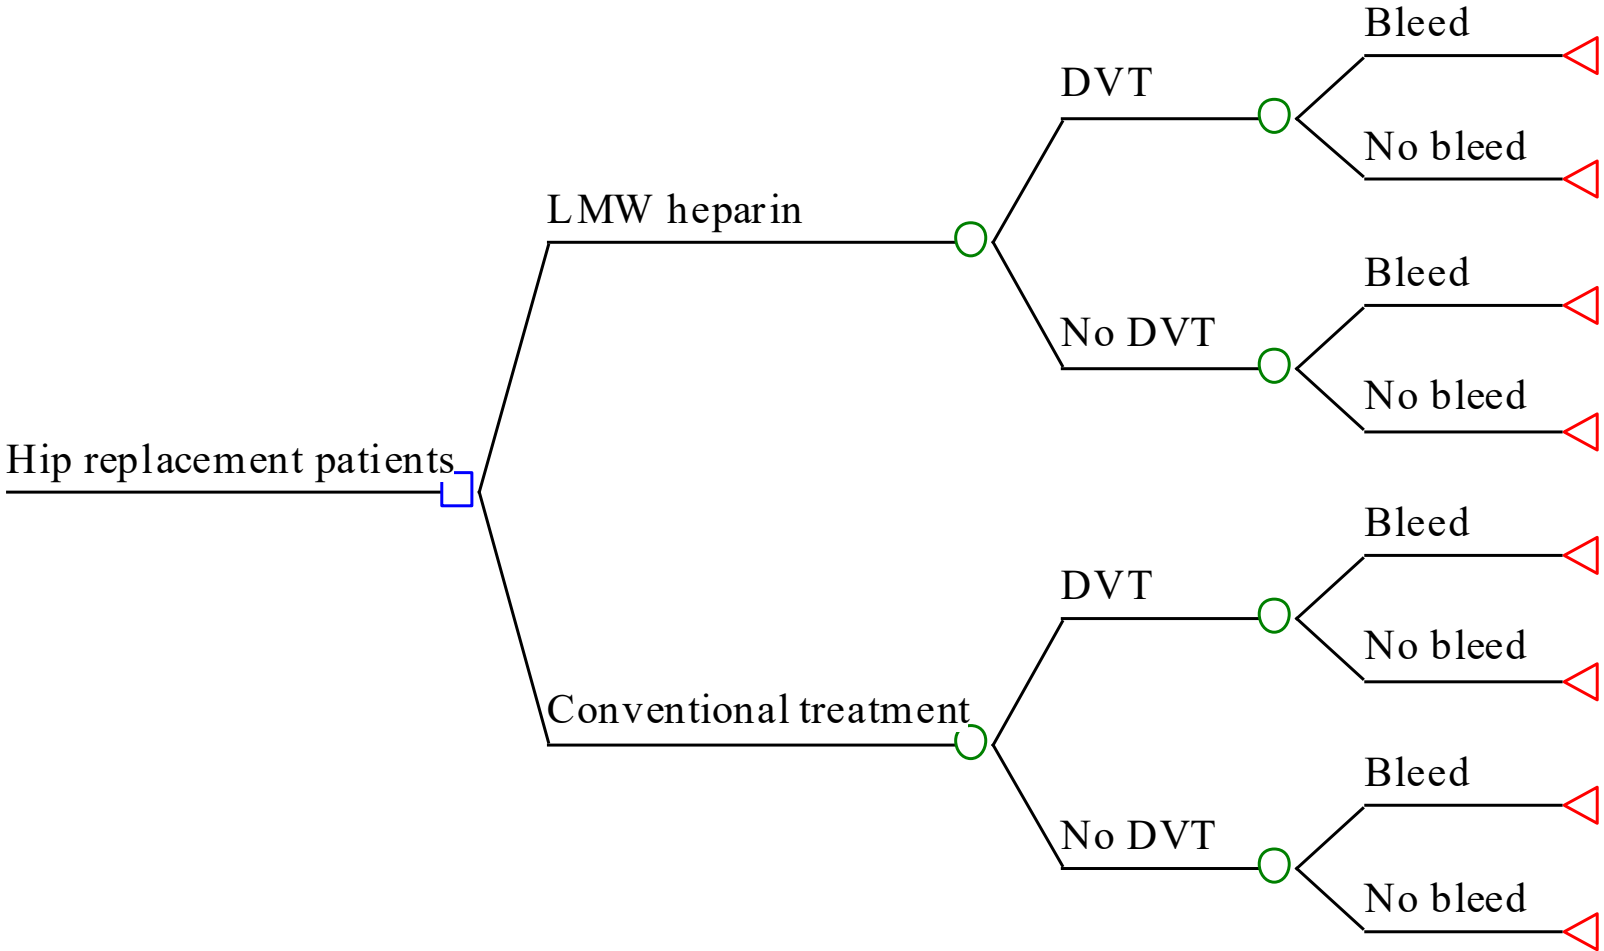 Bleed
DVT
No bleed
LMW heparin
Bleed
No DVT
No bleed
Hip replacement patients
Bleed
DVT
No bleed
Conventional treatment
Bleed
No DVT
No bleed